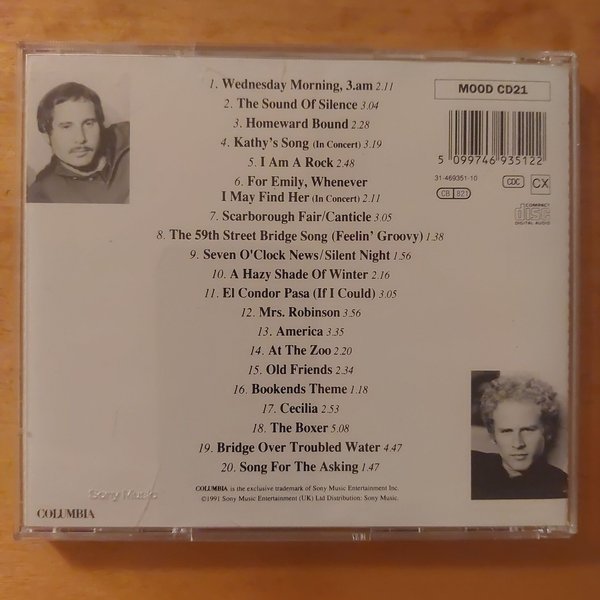 1. Wednesday Morning, 3.am 2.11
2. The Sound Of Silence 3.04
3. Homeward Bound 2.28
4. Kathy's Song (In Concert) 3.19
5. I Am A Rock 2.48
6. For Emily, Whenever
I May Find Her (In Concert) 2.11
7. Scarborough Fair/Canticle 3.05
8. The 59th Street Bridge Song (Feelin' Groovy) 1.38
9. Seven O'Clock News/Silent Night 1.56
10. A Hazy Shade Of Winter 2.16
11. El Condor Pasa (If I Could) 3.05
12. Mrs. Robinson 3.56
13. America 3.35
14. At The Zoo 2.20
15. Old Friends 2.34
16. Bookends Theme 1.18
17. Cecilia 2.53
18. The Boxer 5.08
19. Bridge Over Troubled Water 4.47
20. Song For The Asking 1.47
MOOD CD21
5 099746 935122
31-469351-10
CDC
CX
CB 821
COMPACT
disc
DIGITAL AUDIO
COLUMBIA is the exclusive trademark of Sony Music Entertainment Inc.
©1991 Sony Music Entertainment (UK) Ltd Distribution: Sony Music.
Sony Music
COLUMBIA